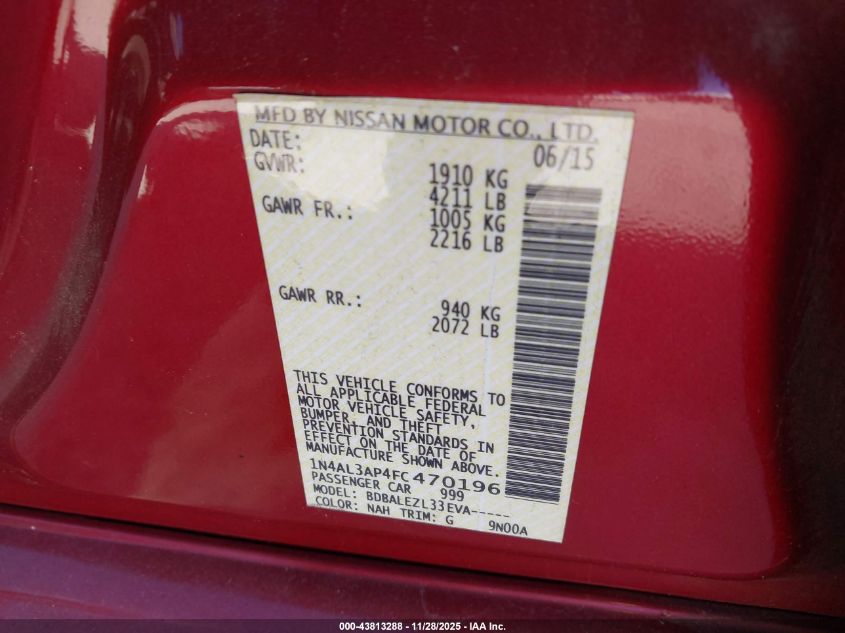 MFD BY NISSAN MOTOR CO., LTD.
DATE: 06/15
GVWR: 1910 KG
4211 LB
GAWR FR.: 1005 KG
2216 LB
GAWR RR.: 940 KG
2072 LB
THIS VEHICLE CONFORMS TO
ALL APPLICABLE FEDERAL
MOTOR VEHICLE SAFETY,
BUMPER, AND THEFT
PREVENTION STANDARDS IN
EFFECT ON THE DATE OF
MANUFACTURE SHOWN ABOVE.
1N4AL3AP4FC470196
PASSENGER CAR 999
MODEL: BDBALEZL33EVA-----
COLOR: NAH TRIM: G 9N00A
000-43813288 - 11/28/2025 - IAA Inc.